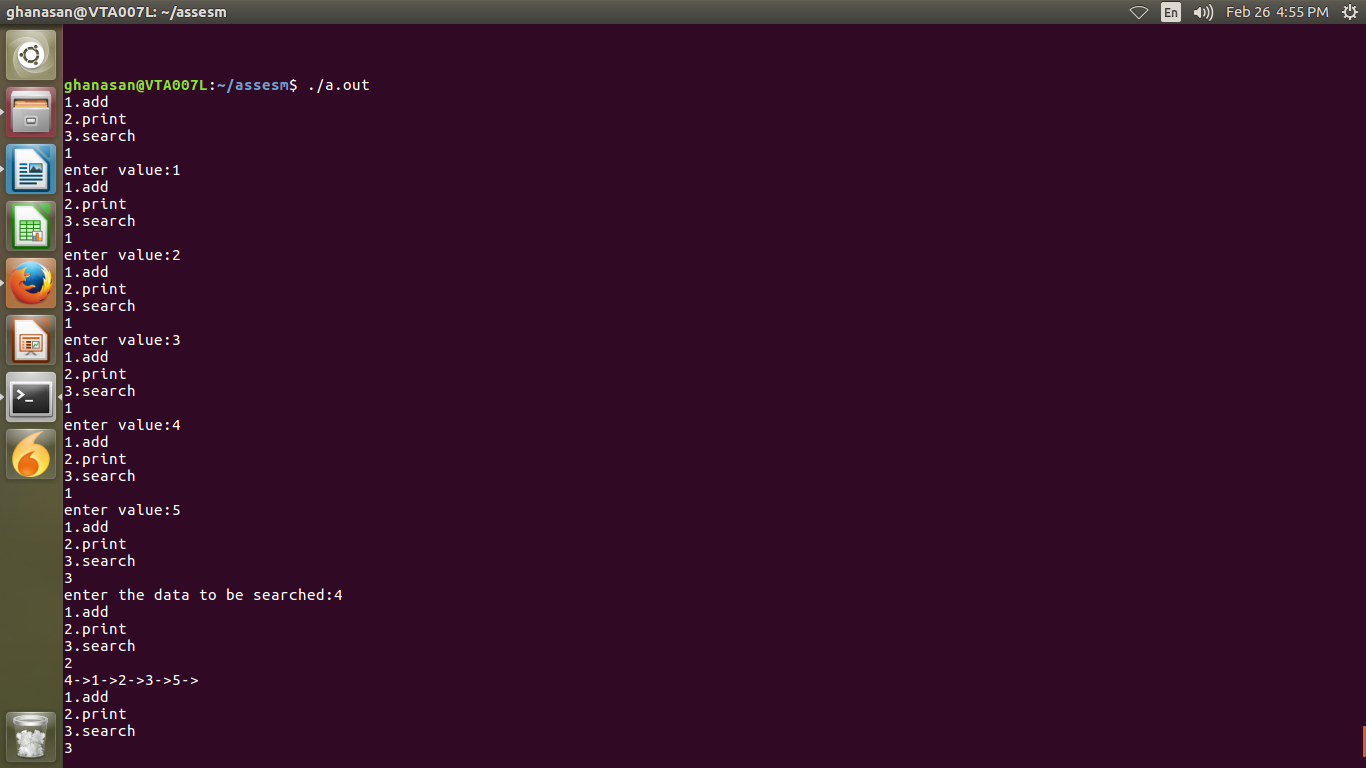 ghanasan@VTA007L: ~/assesm
En
Feb 26 4:55 PM
ghanasan@VTA007L:~/assesm$ ./a.out
1.add
2.print
3.search
1
enter value:1
1.add
2.print
3.search
1
enter value:2
1.add
2.print
3.search
1
enter value:3
1.add
2.print
3.search
1
enter value:4
1.add
2.print
3.search
1
enter value:5
1.add
2.print
3.search
3
enter the data to be searched:4
1.add
2.print
3.search
2
4->1->2->3->5->
1.add
2.print
3.search
3